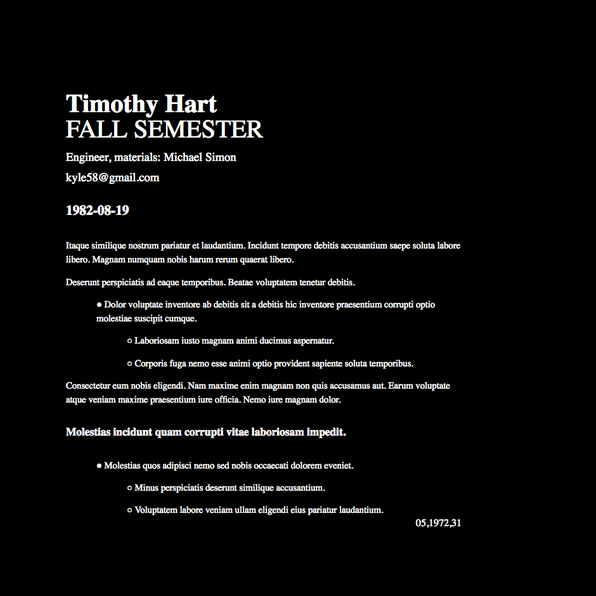 Timothy Hart
FALL SEMESTER
Engineer, materials: Michael Simon
kyle58@gmail.com
1982-08-19
Itaque similique nostrum pariatur et laudantium. Incidunt tempore debitis accusantium saepe soluta labore
libero. Magnam numquam nobis harum rerum quaerat libero.
Deserunt perspiciatis ad eaque temporibus. Beatae voluptatem tenetur debitis.
● Dolor voluptate inventore ab debitis sit a debitis hic inventore praesentium corrupti optio
molestiae suscipit cumque.
○ Laboriosam iusto magnam animi ducimus aspernatur.
○ Corporis fuga nemo esse animi optio provident sapiente soluta temporibus.
Consectetur eum nobis eligendi. Nam maxime enim magnam non quis accusamus aut. Earum voluptate
atque veniam maxime praesentium iure officia. Nemo iure magnam dolor.
Molestias incidunt quam corrupti vitae laboriosam impedit.
● Molestias quos adipisci nemo sed nobis occaecati dolorem eveniet.
○ Minus perspiciatis deserunt similique accusantium.
○ Voluptatem labore veniam ullam eligendi eius pariatur laudantium.
05,1972,31